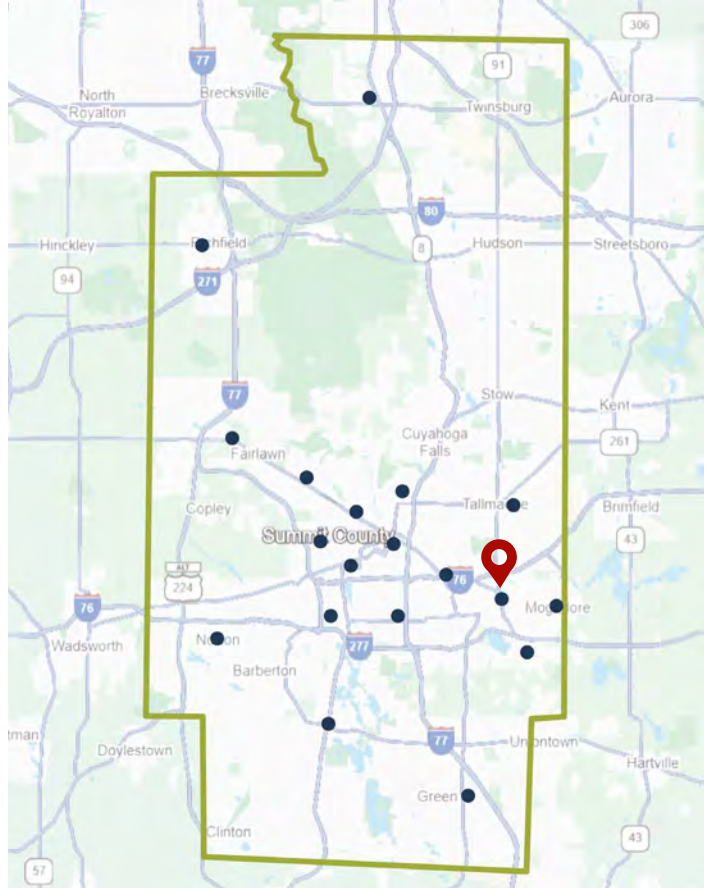 306
77
91
North
Royalton
Brecksville
Twinsburg
Aurora
80
Hinckley
Richfield
8
Hudson
Streetsboro
94
271
77
Stow
Kent
Cuyahoga
Falls
261
Fairlawn
Copley
Tallmadge
Brimfield
Summit County
43
ALT
224
76
76
Mogadore
Wadsworth
Norton
277
Barberton
77
Uniontown
Doylestown
Hartville
Green
Clinton
43
57